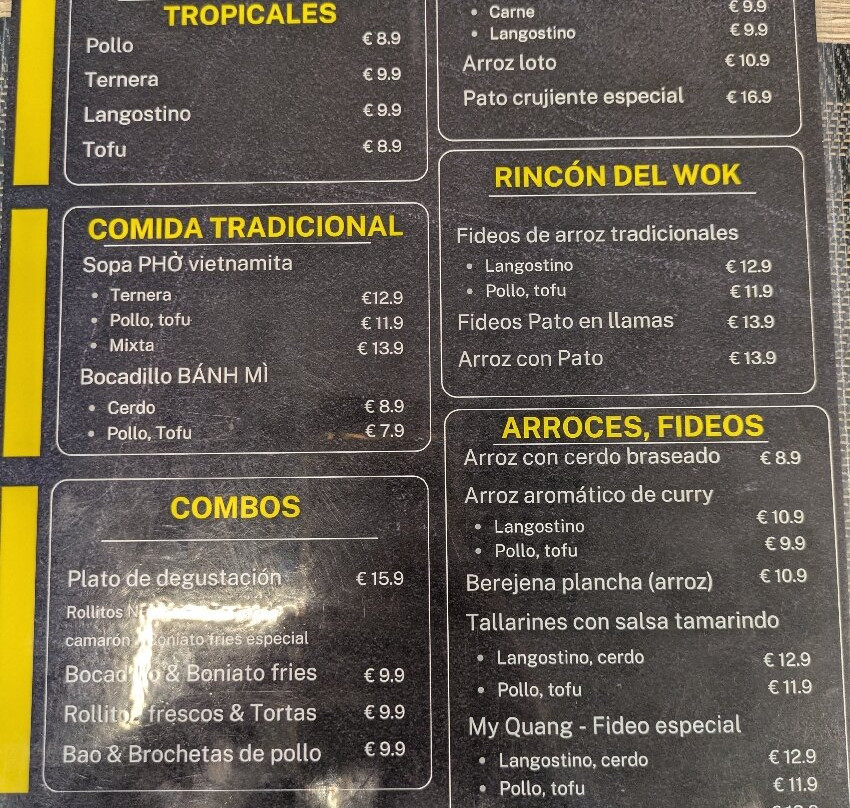 TROPICALES
Pollo € 8.9
Ternera € 9.9
Langostino € 9.9
Tofu € 8.9
COMIDA TRADICIONAL
Sopa PHỞ vietnamita
• Ternera €12.9
• Pollo, tofu € 11.9
• Mixta € 13.9
Bocadillo BÁNH MÌ
• Cerdo € 8.9
• Pollo, Tofu € 7.9
COMBOS
Plato de degustación € 15.9
Rollitos
camarón Boniato fries especial
Bocadillo & Boniato fries € 9.9
Rollitos frescos & Tortas € 9.9
Bao & Brochetas de pollo € 9.9
• Carne € 9.9
• Langostino € 9.9
Arroz loto € 10.9
Pato crujiente especial € 16.9
RINCÓN DEL WOK
Fideos de arroz tradicionales
• Langostino € 12.9
• Pollo, tofu € 11.9
Fideos Pato en llamas € 13.9
Arroz con Pato € 13.9
ARROCES, FIDEOS
Arroz con cerdo braseado € 8.9
Arroz aromático de curry
• Langostino € 10.9
• Pollo, tofu € 9.9
Berejena plancha (arroz) € 10.9
Tallarines con salsa tamarindo
• Langostino, cerdo € 12.9
• Pollo, tofu € 11.9
My Quang - Fideo especial
• Langostino, cerdo € 12.9
• Pollo, tofu € 11.9